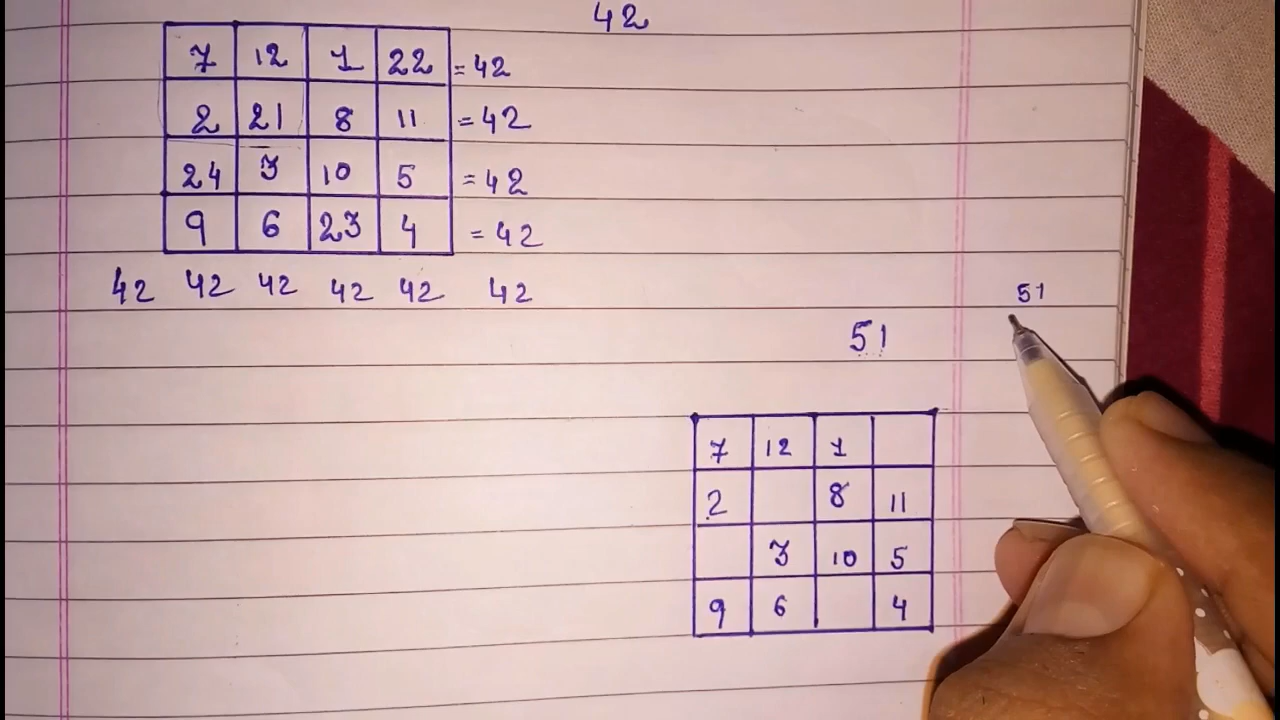 42
7 12 1 22 =42
2 21 8 11 =42
24 3 10 5 =42
9 6 23 4 =42
42 42 42 42 42 42
51
51
7 12 1
2 8 11
3 10 5
9 6 4